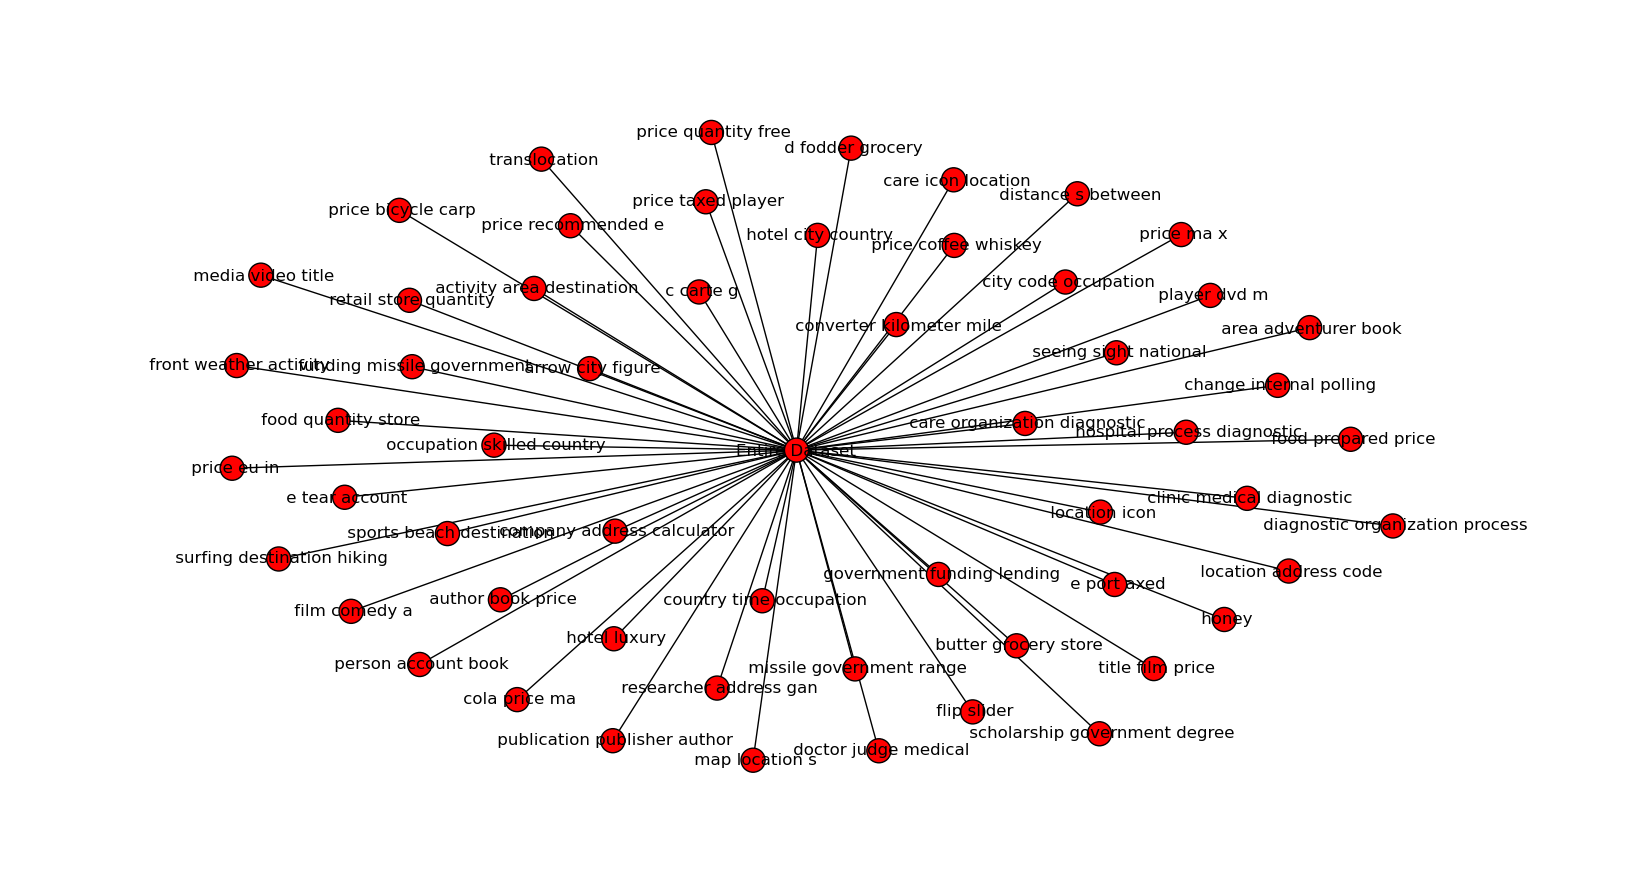 price quantity free
d fodder grocery
translocation
care icon location
distance s between
price taxed player
price bicycle carp
price recommended e
hotel city country
price ma x
price coffee whiskey
media video title
city code occupation
activity area destination
c carte g
player dvd m
retail store quantity
converter kilometer mile
area adventurer book
seeing sight national
front weather activity
funding missile government
arrow city figure
change internal polling
food quantity store
care organization diagnostic
hospital process diagnostic
food prepared price
occupation skilled country
Entire Dataset
price eu in
e tear account
clinic medical diagnostic
location icon
diagnostic organization process
sports beach destination
company address calculator
surfing destination hiking
location address code
government funding lending
e port axed
author book price
country time occupation
film comedy a
honey
hotel luxury
butter grocery store
person account book
missile government range
title film price
researcher address gan
cola price ma
flip slider
scholarship government degree
publication publisher author
doctor judge medical
map location s